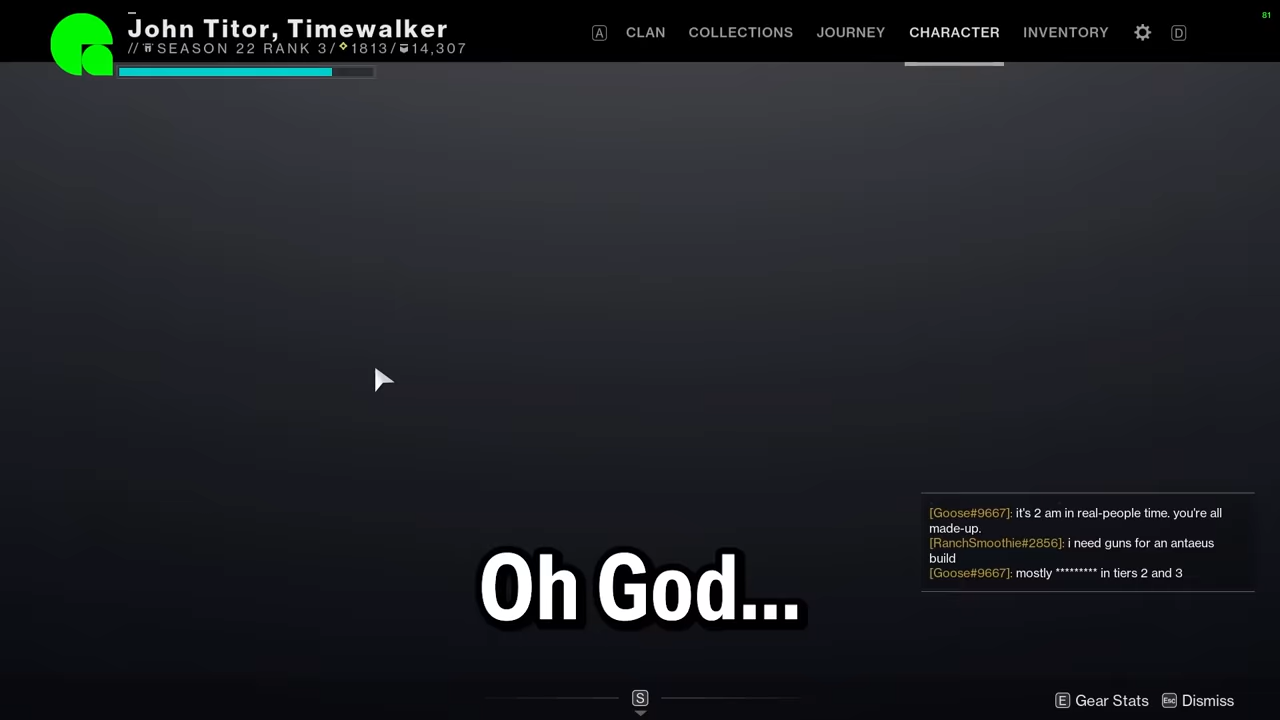 John Titor, Timewalker
// SEASON 22 RANK 3/ 1813/ 14,307
A CLAN COLLECTIONS JOURNEY CHARACTER INVENTORY D
81
[Goose#9667]: it's 2 am in real-people time. you're all
made-up.
[RanchSmoothie#2856]: i need guns for an antaeus
build
[Goose#9667]: mostly ********* in tiers 2 and 3
Oh God...
S
E Gear Stats Esc Dismiss